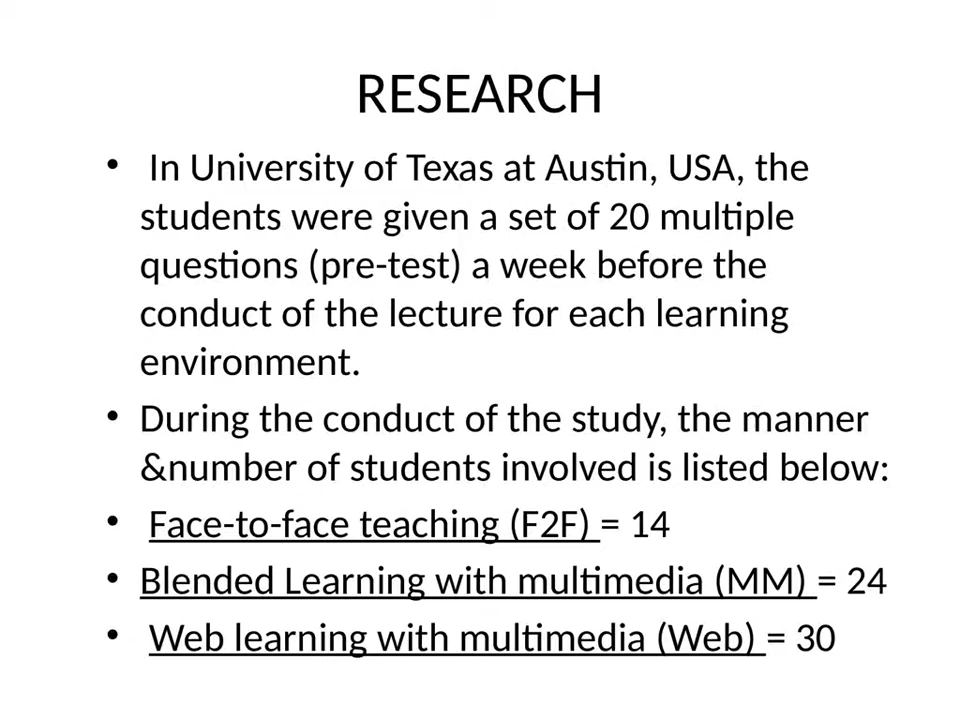 RESEARCH
• In University of Texas at Austin, USA, the
students were given a set of 20 multiple
questions (pre-test) a week before the
conduct of the lecture for each learning
environment.
• During the conduct of the study, the manner
&number of students involved is listed below:
• Face-to-face teaching (F2F) = 14
• Blended Learning with multimedia (MM) = 24
• Web learning with multimedia (Web) = 30